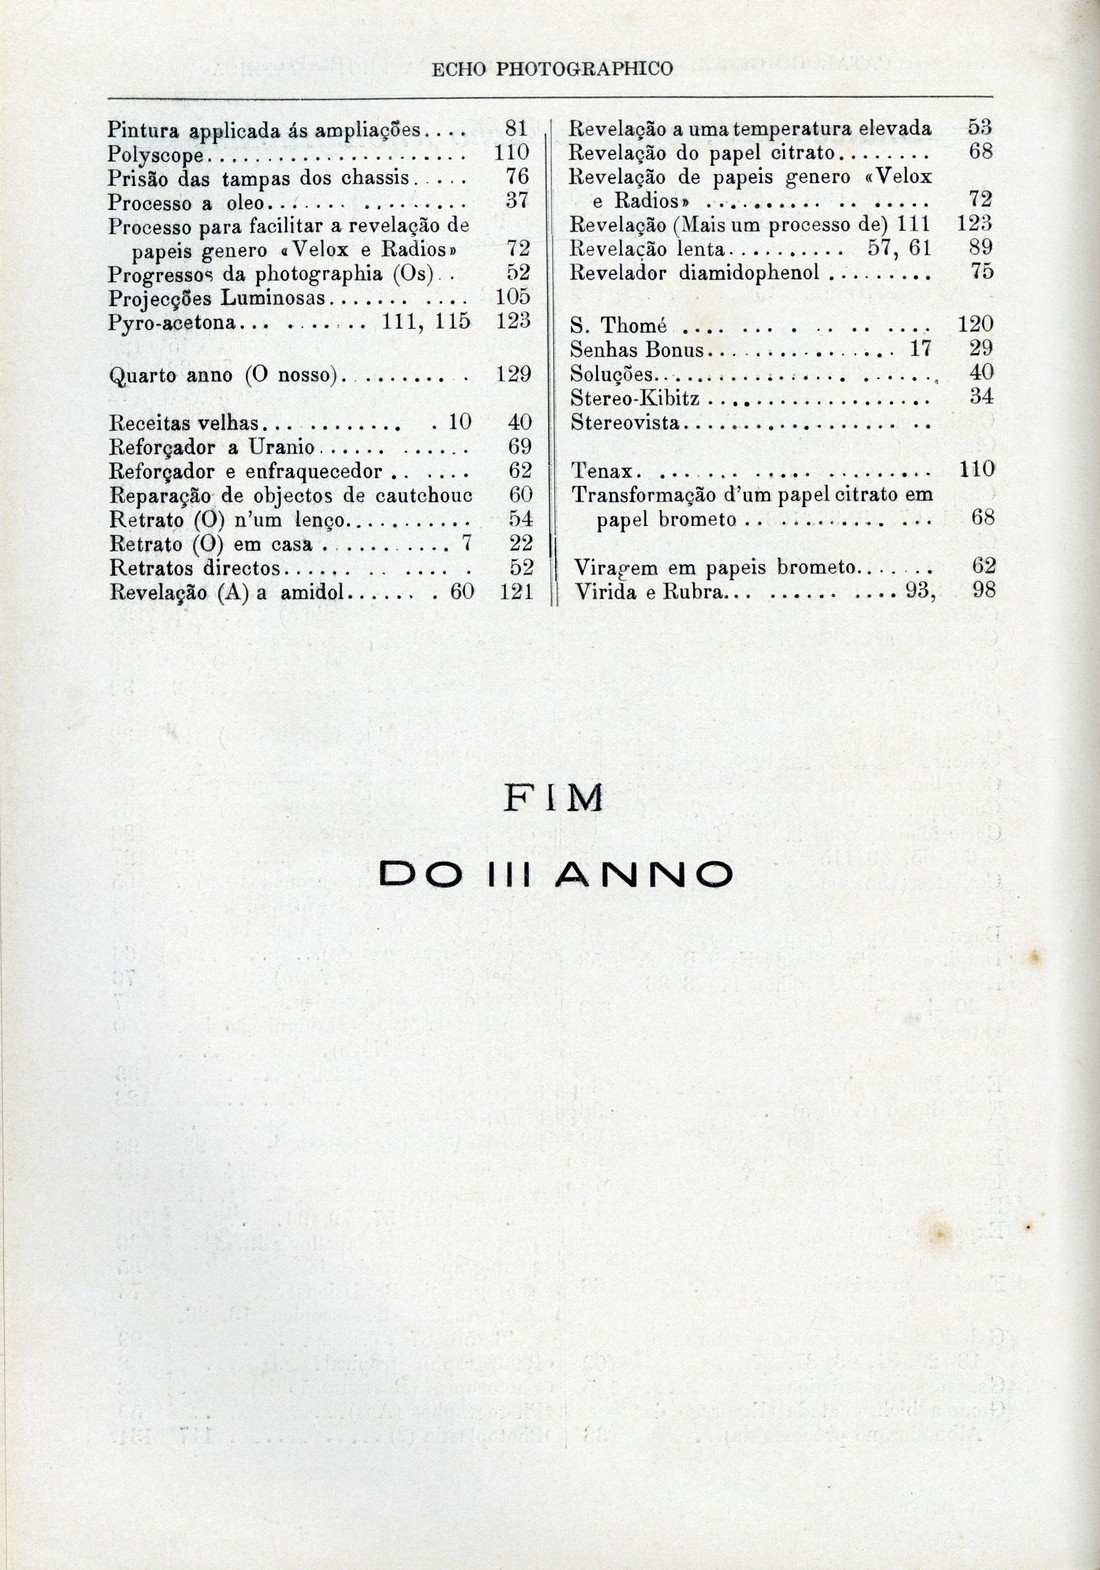 ECHO PHOTOGRAPHICO
Pintura applicada ás ampliações.... 81
Polyscope...................... 110
Prisão das tampas dos chassis..... 76
Processo a oleo................. 37
Processo para facilitar a revelação de
papeis genero «Velox e Radios» 72
Progressos da photographia (Os).. 52
Projecções Luminosas........... 105
Pyro-acetona........... 111, 115 123
Quarto anno (O nosso).......... 129
Receitas velhas............ 10 40
Reforçador a Uranio............ 69
Reforçador e enfraquecedor...... 62
Reparação de objectos de cautchouc 60
Retrato (O) n'um lenço........... 54
Retrato (O) em casa........... 7 22
Retratos directos............. 52
Revelação (A) a amidol....... 60 121
Revelação a uma temperatura elevada 53
Revelação do papel citrato........ 68
Revelação de papeis genero «Velox
e Radios» ................ 72
Revelação (Mais um processo de) 111 123
Revelação lenta.......... 57, 61 89
Revelador diamidophenol......... 75
S. Thomé ................ 120
Senhas Bonus................ 17 29
Soluções.................... 40
Stereo-Kibitz.................. 34
Stereovista...................
Tenax.................... 110
Transformação d'um papel citrato em
papel brometo............. 68
Viragem em papeis brometo...... 62
Virida e Rubra.............. 93, 98
FIM
DO III ANNO